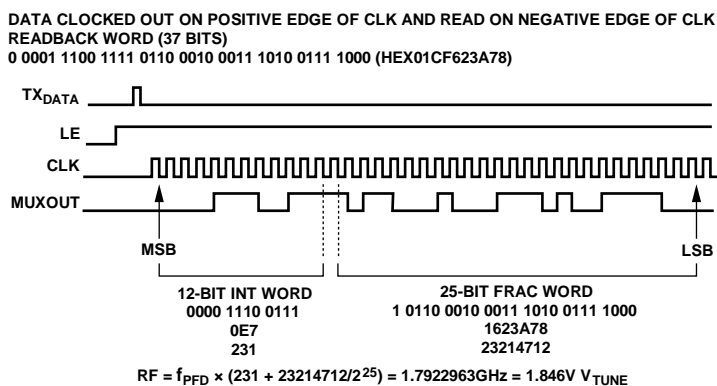 DATA CLOCKED OUT ON POSITIVE EDGE OF CLK AND READ ON NEGATIVE EDGE OF CLK
READBACK WORD (37 BITS)
0 0001 1100 1111 0110 0010 0011 1010 0111 1000 (HEX01CF623A78)
TXDATA
LE
CLK
MUXOUT
MSB
LSB
12-BIT INT WORD
0000 1110 0111
0E7
231
25-BIT FRAC WORD
1 0110 0010 0011 1010 0111 1000
1623A78
23214712
RF = fPFD × (231 + 23214712/2^25) = 1.7922963GHz = 1.846V VTUNE